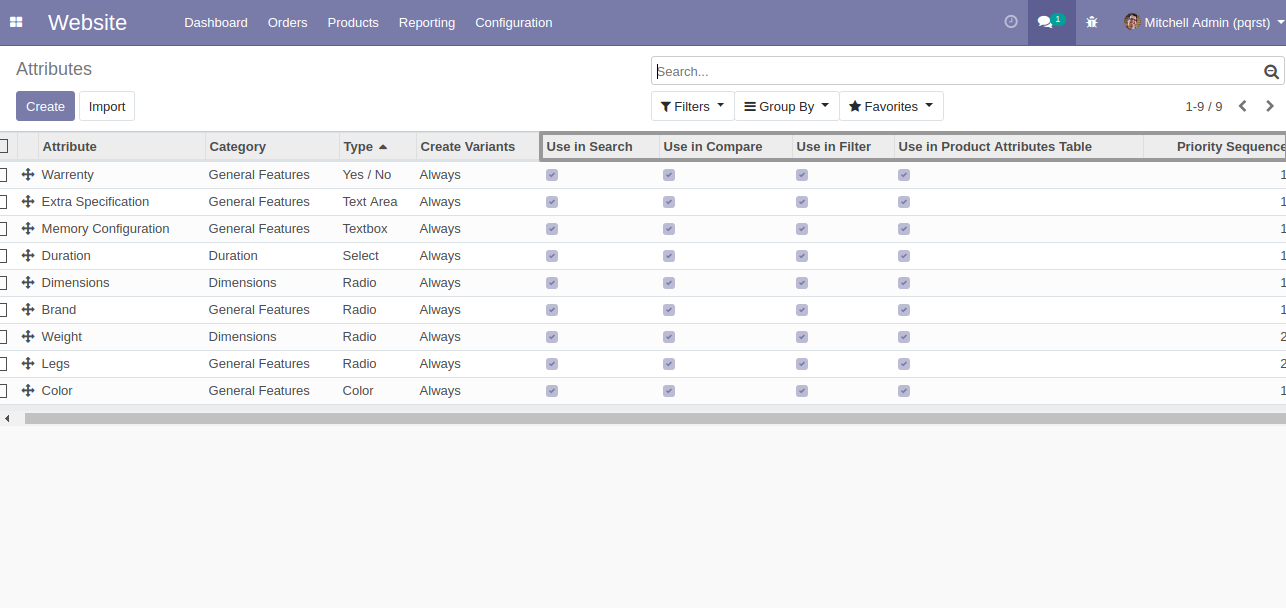 Website Dashboard Orders Products Reporting Configuration 1 Mitchell Admin (pqrst)
Attributes
Search...
Create Import Filters Group By Favorites 1-9 / 9
Attribute Category Type Create Variants Use in Search Use in Compare Use in Filter Use in Product Attributes Table Priority Sequence
Warrenty General Features Yes / No Always 1
Extra Specification General Features Text Area Always 1
Memory Configuration General Features Textbox Always 1
Duration Duration Select Always 1
Dimensions Dimensions Radio Always 1
Brand General Features Radio Always 1
Weight Dimensions Radio Always 2
Legs General Features Radio Always 2
Color General Features Color Always 1